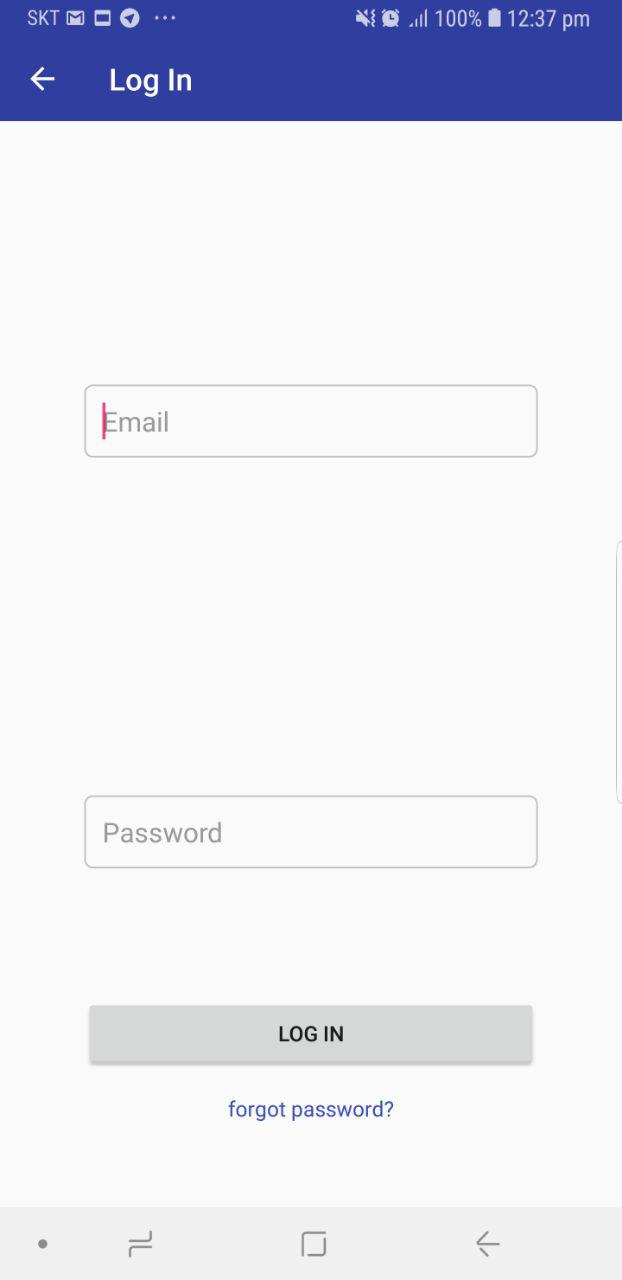 SKT ... 100% 12:37 pm
Log In
Email
Password
LOG IN
forgot password?